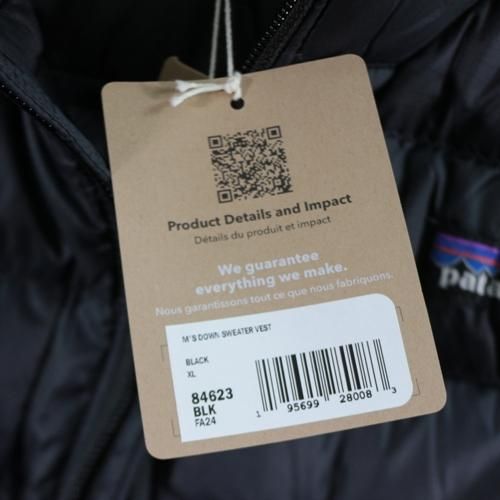 Product Details and Impact
Détails du produit et impact
We guarantee
everything we make.
Nous garantissons tout ce que nous fabriquons.
M'S DOWN SWEATER VEST
BLACK
XL
84623
BLK
FA24
1 95699 28008 3
pata